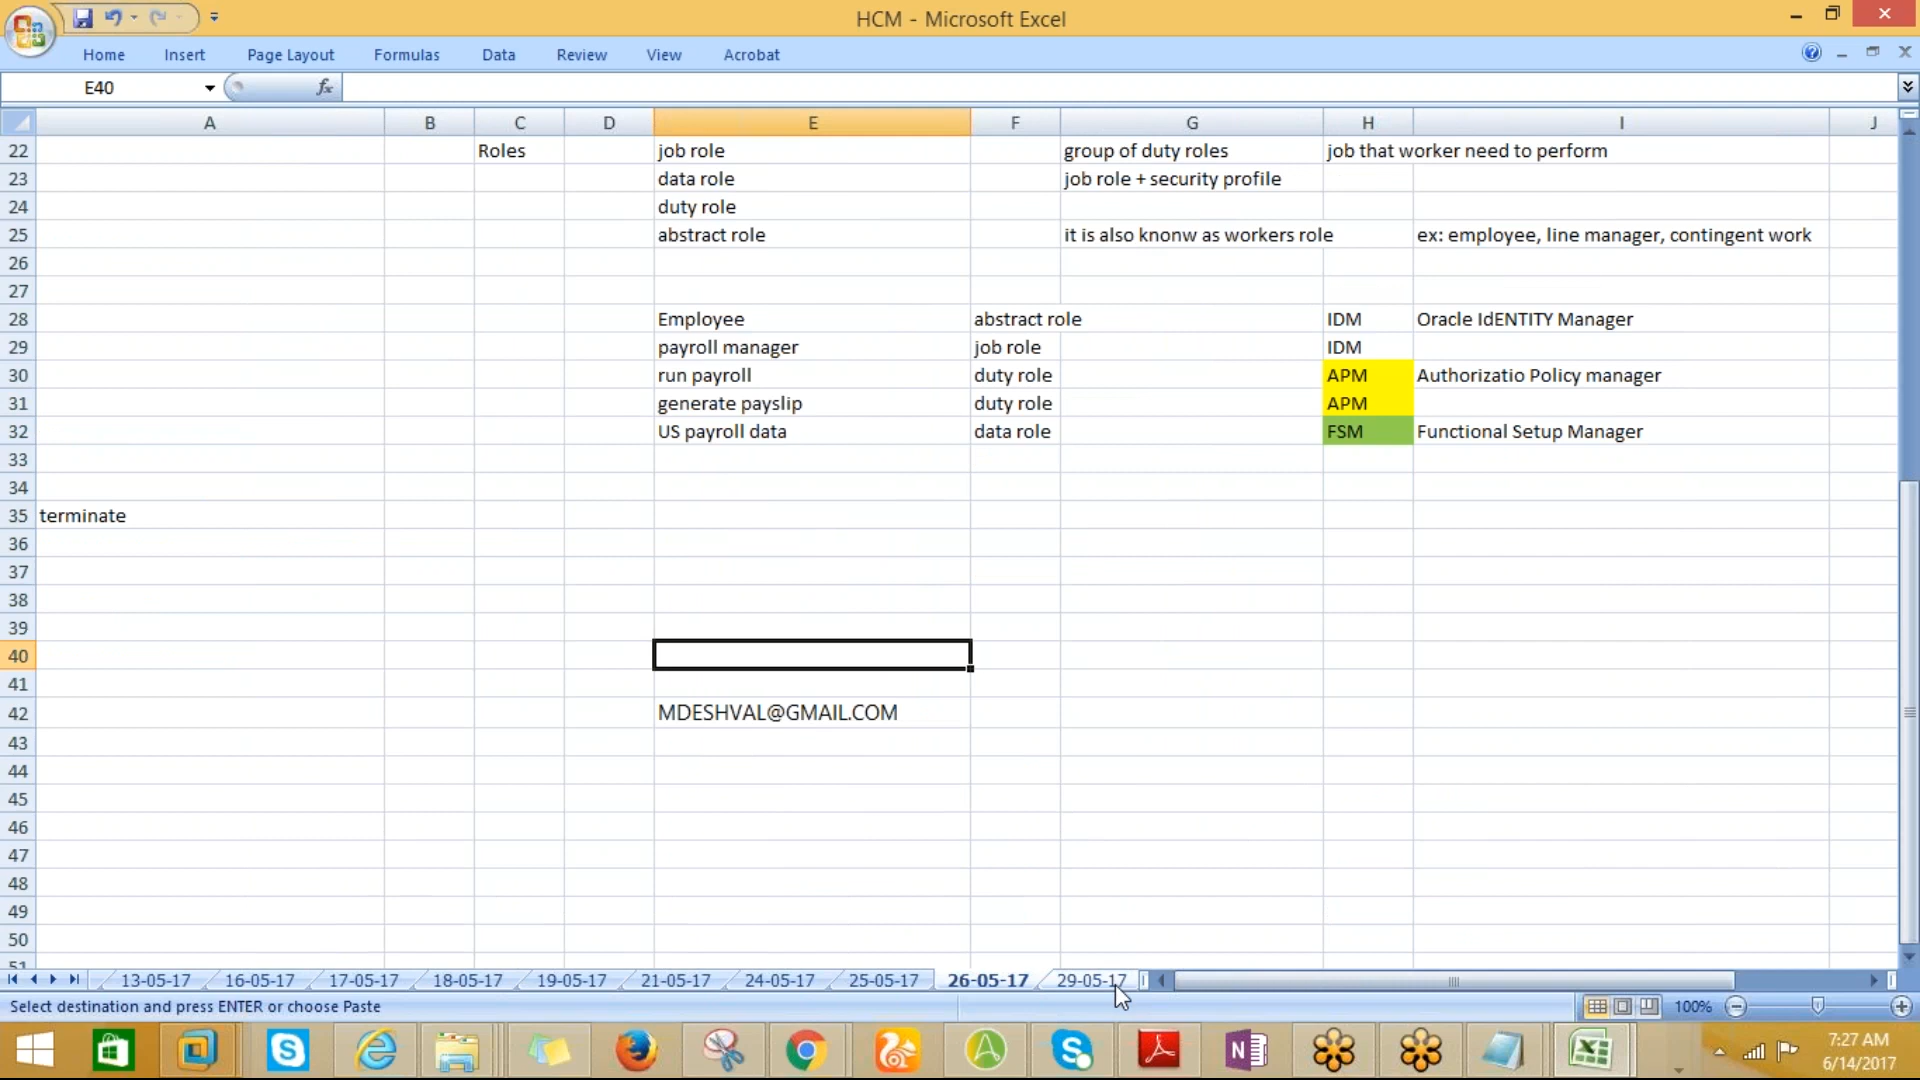 HCM - Microsoft Excel
Home Insert Page Layout Formulas Data Review View Acrobat
E40 fx
A B C D E F G H I J
22 Roles job role group of duty roles job that worker need to perform
23 data role job role + security profile
24 duty role
25 abstract role it is also knonw as workers role ex: employee, line manager, contingent work
26
27
28 Employee abstract role IDM Oracle IdENTITY Manager
29 payroll manager job role IDM
30 run payroll duty role APM Authorizatio Policy manager
31 generate payslip duty role APM
32 US payroll data data role FSM Functional Setup Manager
33
34
35 terminate
36
37
38
39
40
41
42 MDESHVAL@GMAIL.COM
43
44
45
46
47
48
49
50
51
13-05-17 16-05-17 17-05-17 18-05-17 19-05-17 21-05-17 24-05-17 25-05-17 26-05-17 29-05-17
Select destination and press ENTER or choose Paste 100%
7:27 AM
6/14/2017